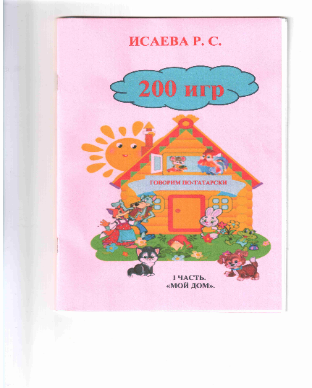 ИСАЕВА Р. С.
200 игр
ГОВОРИМ ПО-ТАТАРСКИ
1 ЧАСТЬ.
«МОЙ ДОМ».